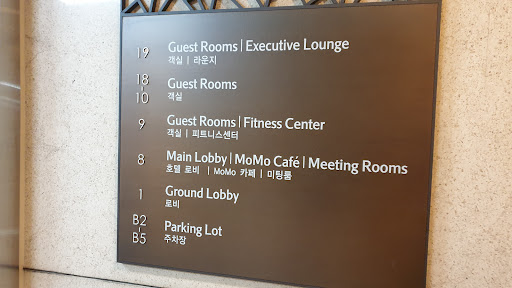 19 Guest Rooms | Executive Lounge
객실 | 라운지
18
-
10 Guest Rooms
객실
9 Guest Rooms | Fitness Center
객실 | 피트니스센터
8 Main Lobby | MoMo Café | Meeting Rooms
호텔 로비 | MoMo 카페 | 미팅룸
1 Ground Lobby
로비
B2
-
B5 Parking Lot
주차장